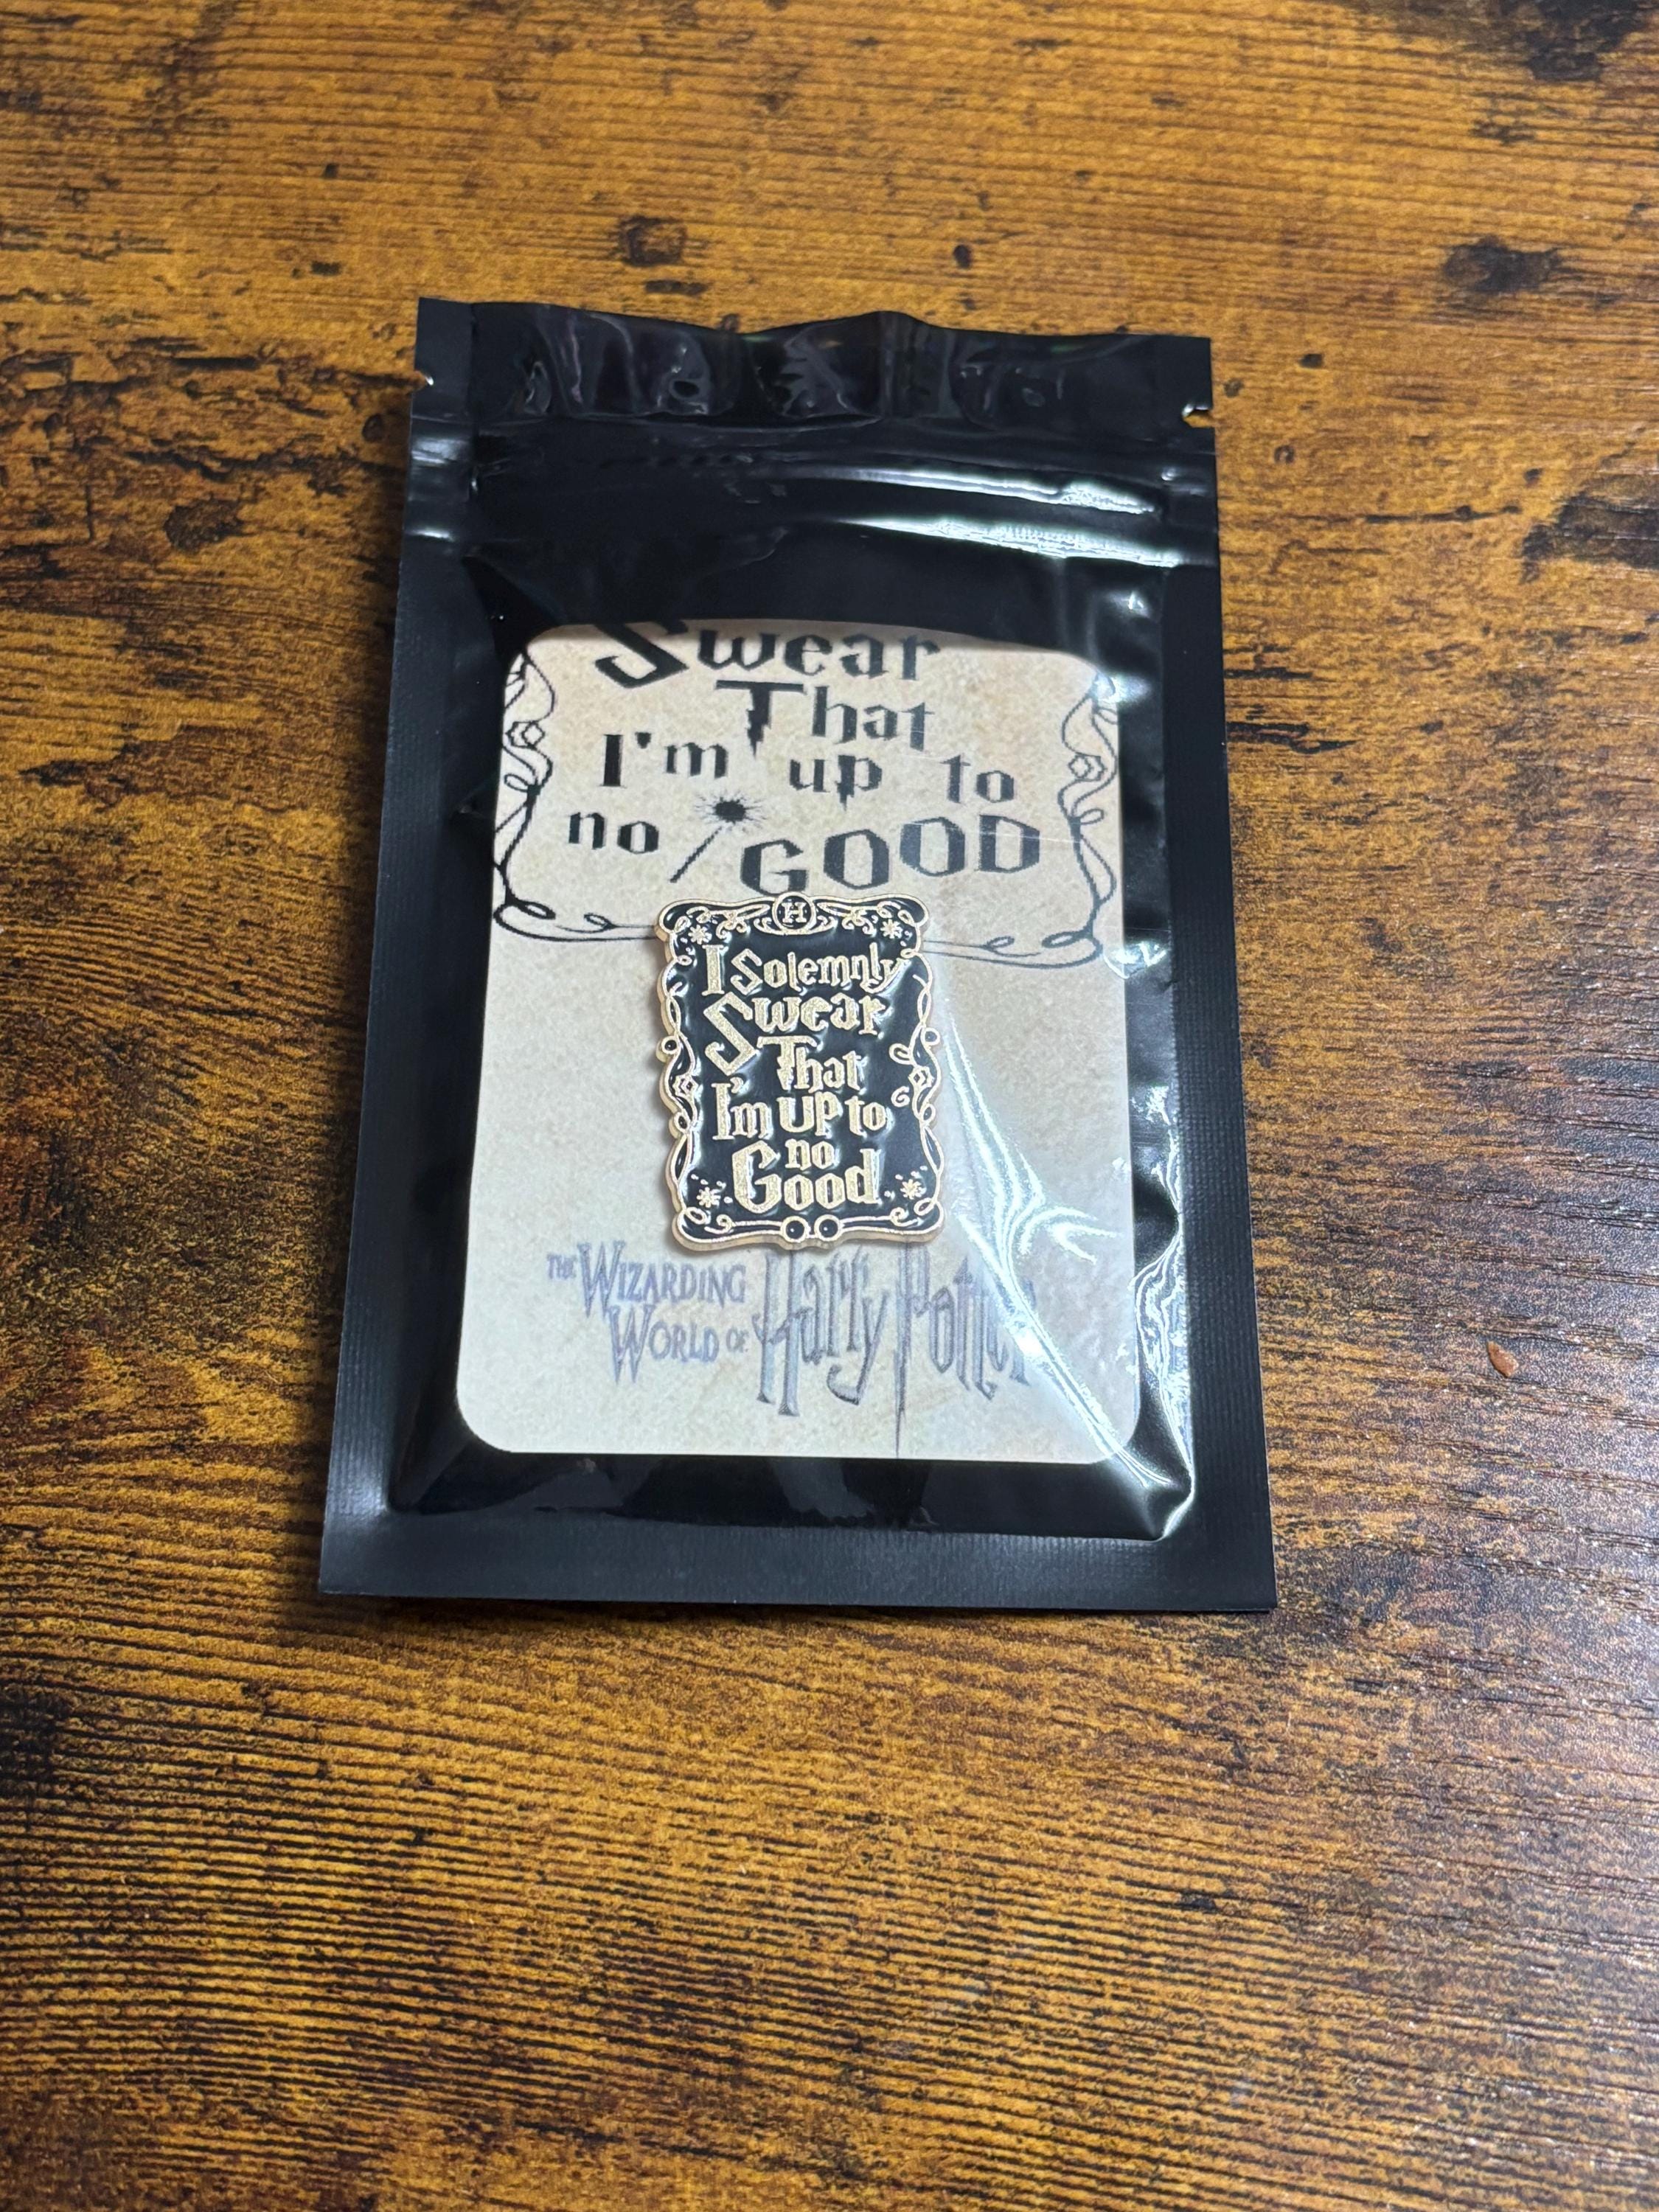 Swear
That
I'm up to
no GOOD
H
I Solemnly
Swear
That
I'm up to
no
Good
THE WIZARDING
WORLD OF Harry Potter